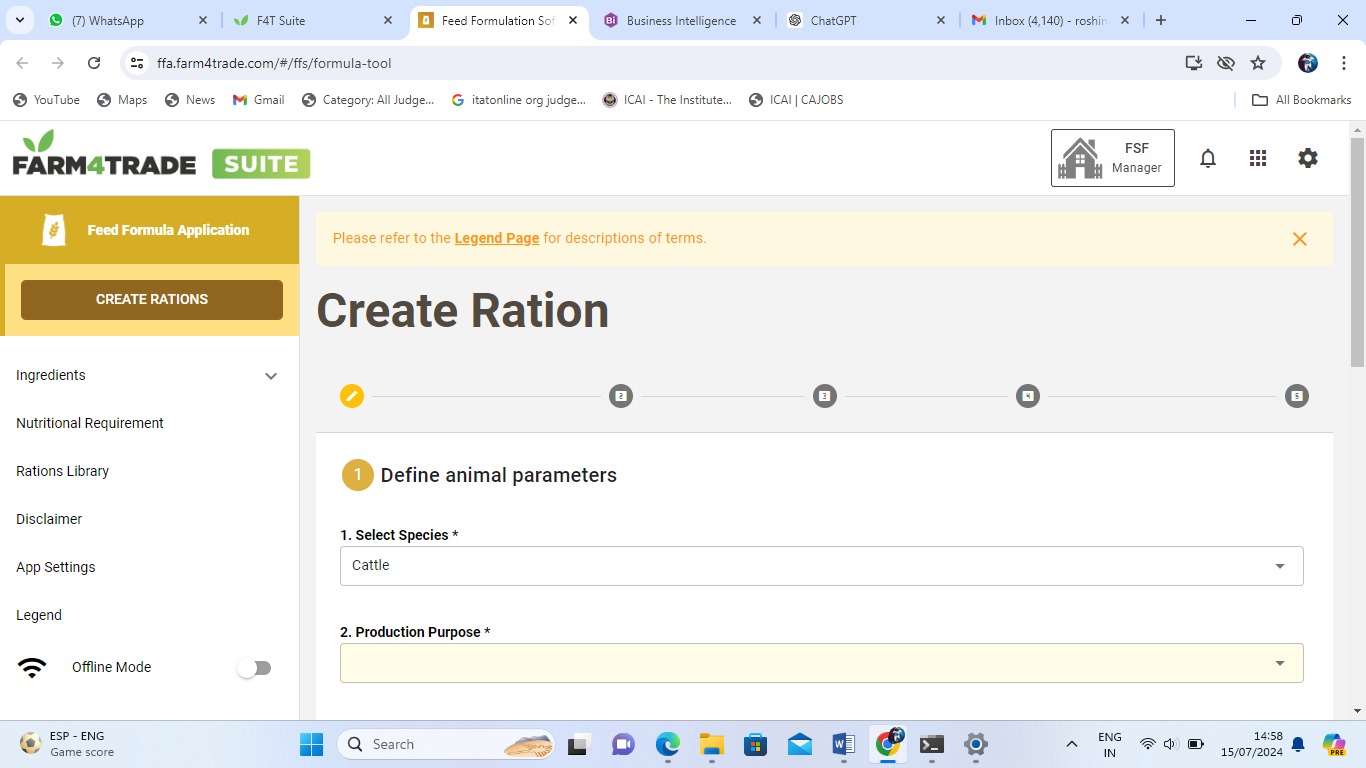 (7) WhatsApp
F4T Suite
Feed Formulation Sof
Business Intelligence
ChatGPT
Inbox (4,140) - roshin
ffa.farm4trade.com/#/ffs/formula-tool
YouTube
Maps
News
Gmail
Category: All Judge...
itatonline org judge...
ICAI - The Institute...
ICAI | CAJOBS
All Bookmarks
FARM4TRADE SUITE
FSF
Manager
Feed Formula Application
CREATE RATIONS
Ingredients
Nutritional Requirement
Rations Library
Disclaimer
App Settings
Legend
Offline Mode
Please refer to the Legend Page for descriptions of terms.
Create Ration
2
3
4
5
1 Define animal parameters
1. Select Species *
Cattle
2. Production Purpose *
ESP - ENG
Game score
Search
ENG
IN
14:58
15/07/2024
PRE